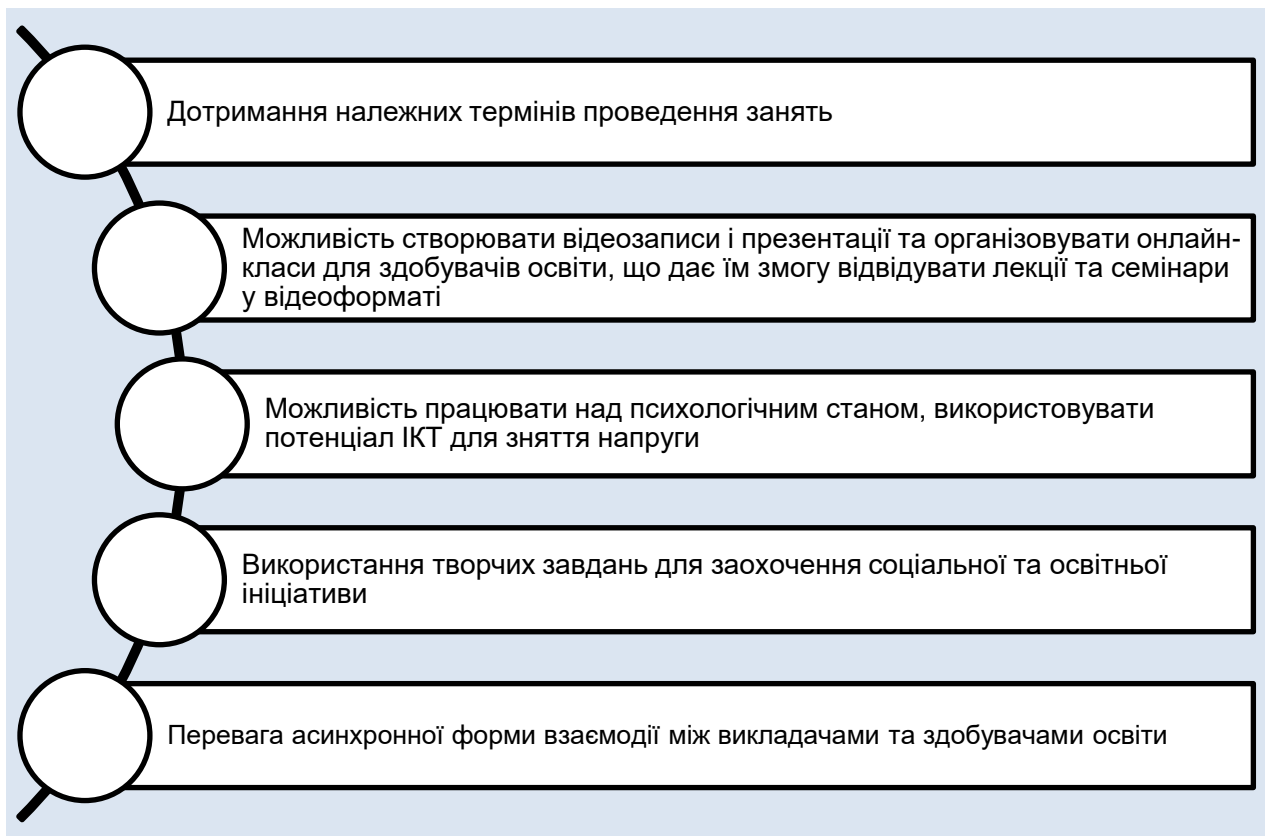 Дотримання належних термінів проведення занять
Можливість створювати відеозаписи і презентації та організовувати онлайн-
класи для здобувачів освіти, що дає їм змогу відвідувати лекції та семінари
у відеоформаті
Можливість працювати над психологічним станом, використовувати
потенціал ІКТ для зняття напруги
Використання творчих завдань для заохочення соціальної та освітньої
ініціативи
Перевага асинхронної форми взаємодії між викладачами та здобувачами освіти